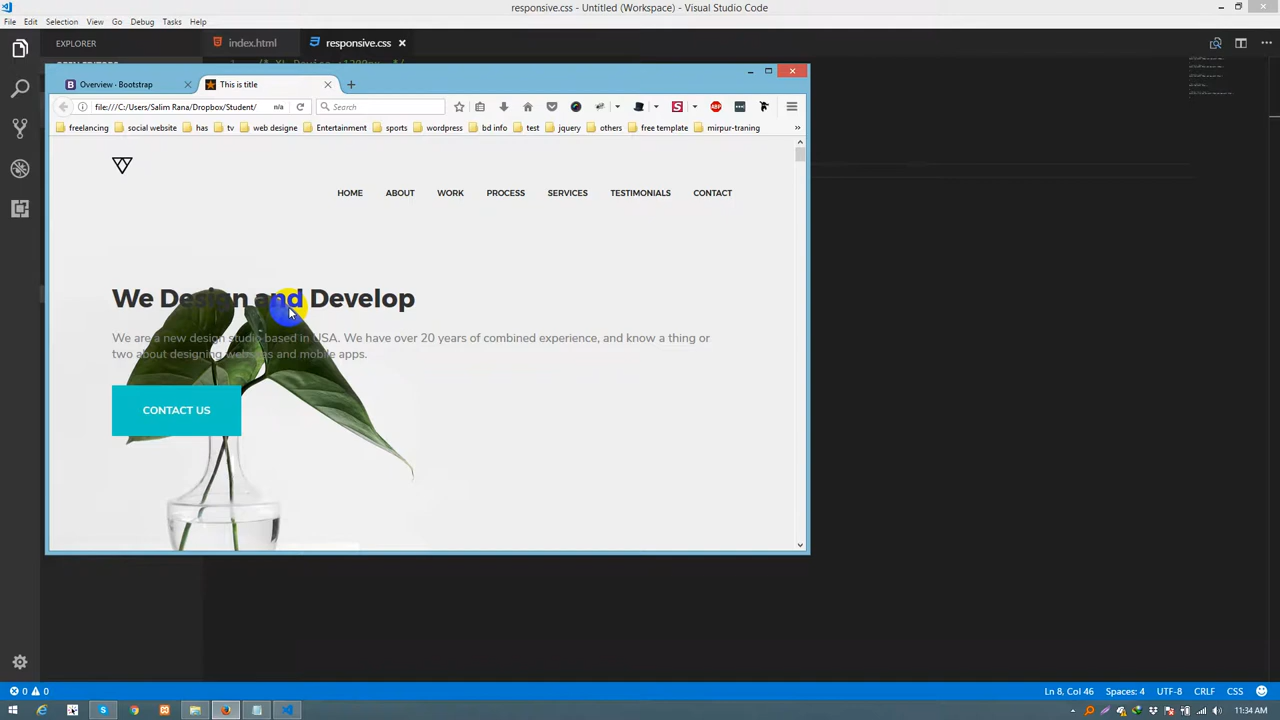 responsive.css - Untitled (Workspace) - Visual Studio Code
File Edit Selection View Go Debug Tasks Help
EXPLORER
index.html
responsive.css
Overview · Bootstrap
This is title
file:///C:/Users/Salim Rana/Dropbox/Student/
n/a
Search
freelancing social website has tv web designe Entertainment sports wordpress bd info test jquery others free template mirpur-traning
HOME ABOUT WORK PROCESS SERVICES TESTIMONIALS CONTACT
We Design and Develop
We are a new design studio based in USA. We have over 20 years of combined experience, and know a thing or
two about designing websites and mobile apps.
CONTACT US
0 0
Ln 8, Col 46 Spaces: 4 UTF-8 CRLF CSS
11:34 AM